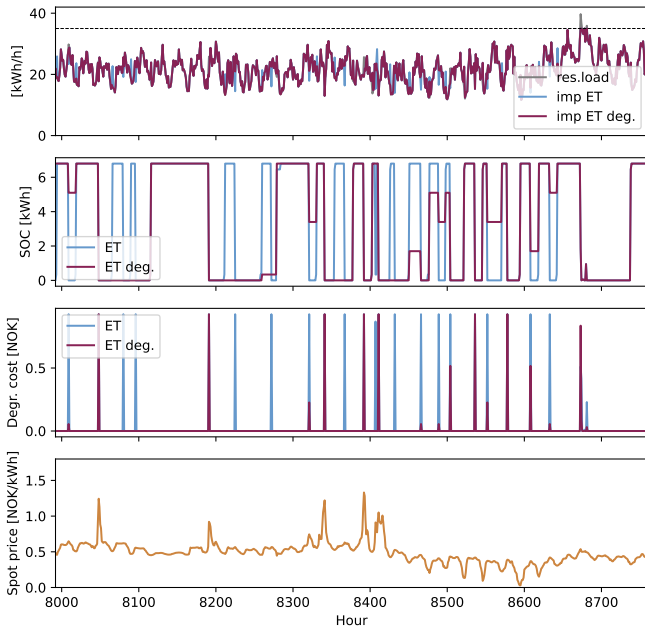 40
20
0
[kWh/h]
res.load
imp ET
imp ET deg.
6
4
2
0
SOC [kWh]
ET
ET deg.
0.5
0.0
Degr. cost [NOK]
ET
ET deg.
1.5
1.0
0.5
0.0
Spot price [NOK/kWh]
8000 8100 8200 8300 8400 8500 8600 8700
Hour